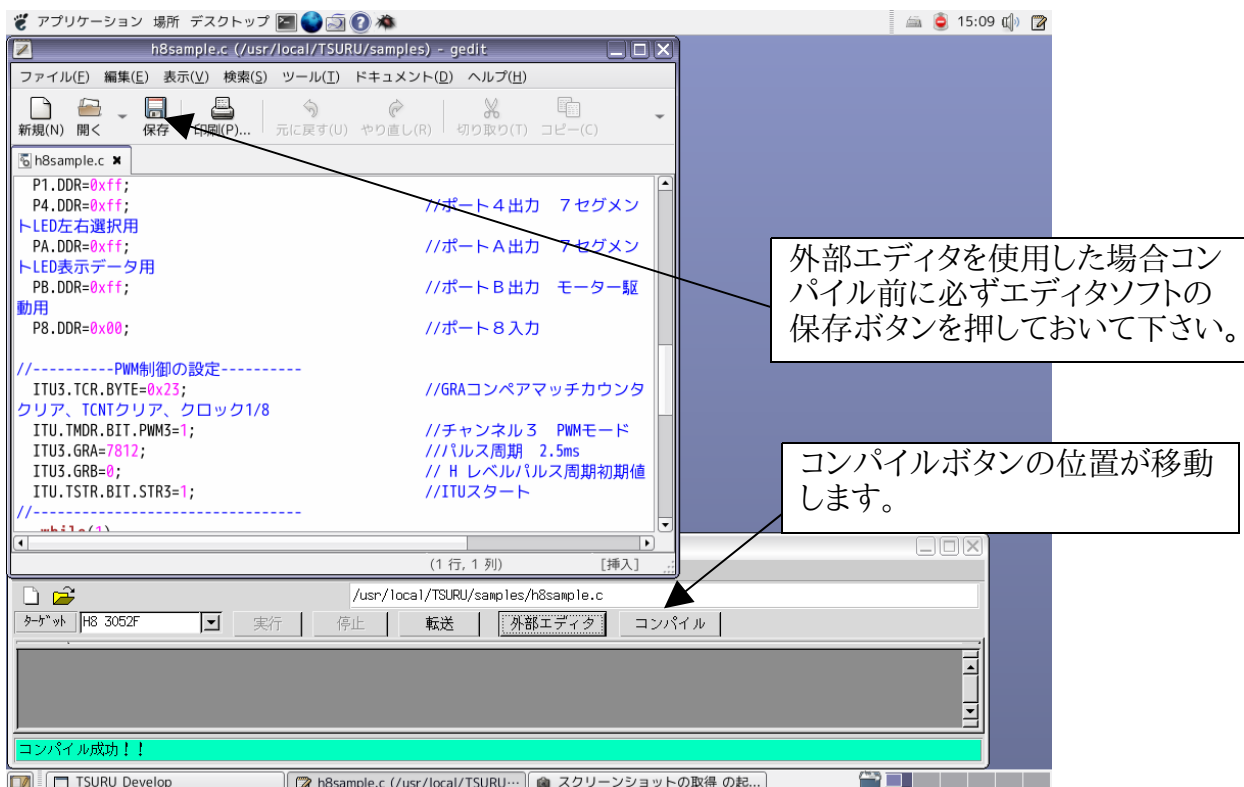 アプリケーション 場所 デスクトップ
15:09
h8sample.c (/usr/local/TSURU/samples) - gedit
ファイル(F) 編集(E) 表示(V) 検索(S) ツール(T) ドキュメント(D) ヘルプ(H)
新規(N) 開く 保存 印刷(P)... 元に戻す(U) やり直し(R) 切り取り(T) コピー(C)
h8sample.c
P1.DDR=0xff;
P4.DDR=0xff; //ポート４出力　７セグメン
トLED左右選択用
PA.DDR=0xff; //ポートＡ出力　７セグメン
トLED表示データ用
PB.DDR=0xff; //ポートＢ出力　モーター駆
動用
P8.DDR=0x00; //ポート８入力
//----------PWM制御の設定----------
ITU3.TCR.BYTE=0x23; //GRAコンペアマッチカウンタ
クリア、TCNTクリア、クロック1/8
ITU.TMDR.BIT.PWM3=1; //チャンネル３　PWMモード
ITU3.GRA=7812; //パルス周期　2.5ms
ITU3.GRB=0; // H レベルパルス周期初期値
ITU.TSTR.BIT.STR3=1; //ITUスタート
//--------------------------------
while(1)
(1 行, 1 列) [挿入]
外部エディタを使用した場合コン
パイル前に必ずエディタソフトの
保存ボタンを押しておいて下さい。
コンパイルボタンの位置が移動
します。
/usr/local/TSURU/samples/h8sample.c
ﾀｰｹﾞｯﾄ H8 3052F 実行 停止 転送 外部エディタ コンパイル
コンパイル成功！！
TSURU Develop h8sample.c (/usr/local/TSURU… スクリーンショットの取得 の起...